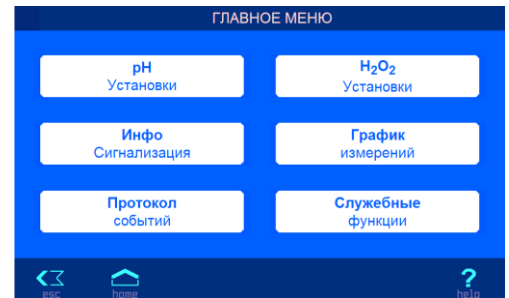 ГЛАВНОЕ МЕНЮ
pH
Установки
H₂O₂
Установки
Инфо
Сигнализация
График
измерений
Протокол
событий
Служебные
функции
esc
home
?
help